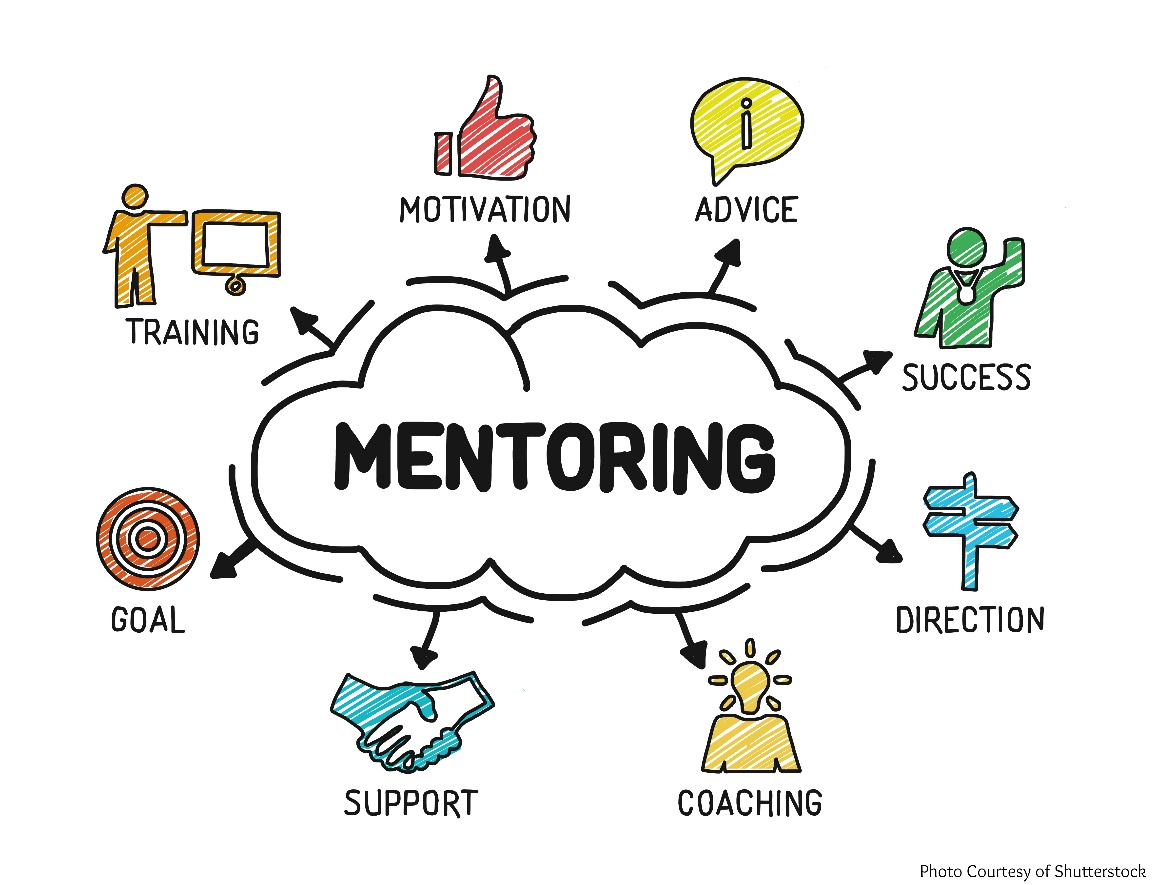 MOTIVATION
ADVICE
TRAINING
SUCCESS
MENTORING
GOAL
DIRECTION
SUPPORT
COACHING
Photo Courtesy of Shutterstock